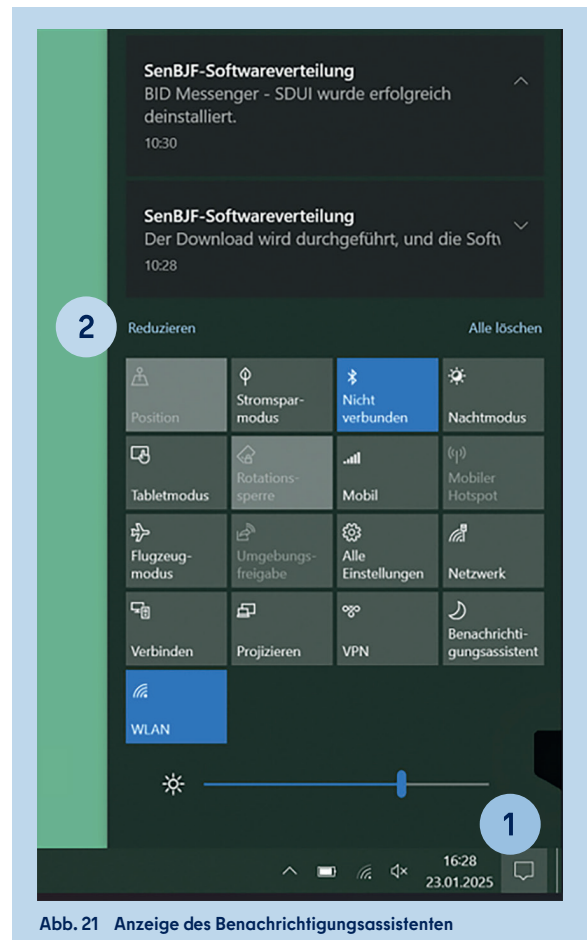 SenBJF-Softwareverteilung
BID Messenger - SDUI wurde erfolgreich
deinstalliert.
10:30
SenBJF-Softwareverteilung
Der Download wird durchgeführt, und die Softw
10:28
2
Reduzieren
Alle löschen
Position
Stromspar-
modus
Nicht
verbunden
Nachtmodus
Tabletmodus
Rotations-
sperre
Mobil
Mobiler
Hotspot
Flugzeug-
modus
Umgebungs-
freigabe
Alle
Einstellungen
Netzwerk
Verbinden
Projizieren
VPN
Benachrichti-
gungsassistent
WLAN
1
16:28
23.01.2025
Abb. 21 Anzeige des Benachrichtigungsassistenten